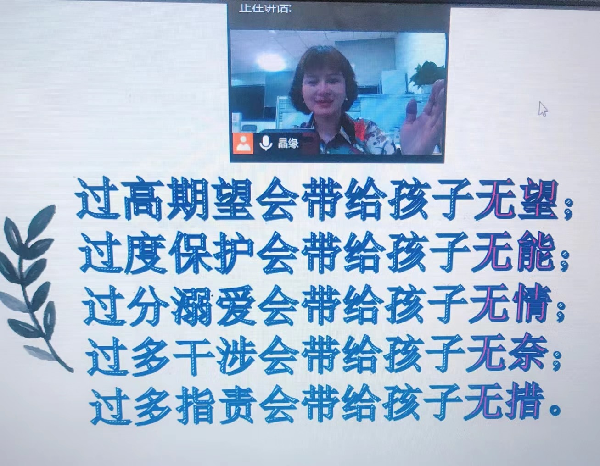 正在讲话:
晶缘
过高期望会带给孩子无望；
过度保护会带给孩子无能；
过分溺爱会带给孩子无情；
过多干涉会带给孩子无奈；
过多指责会带给孩子无措。